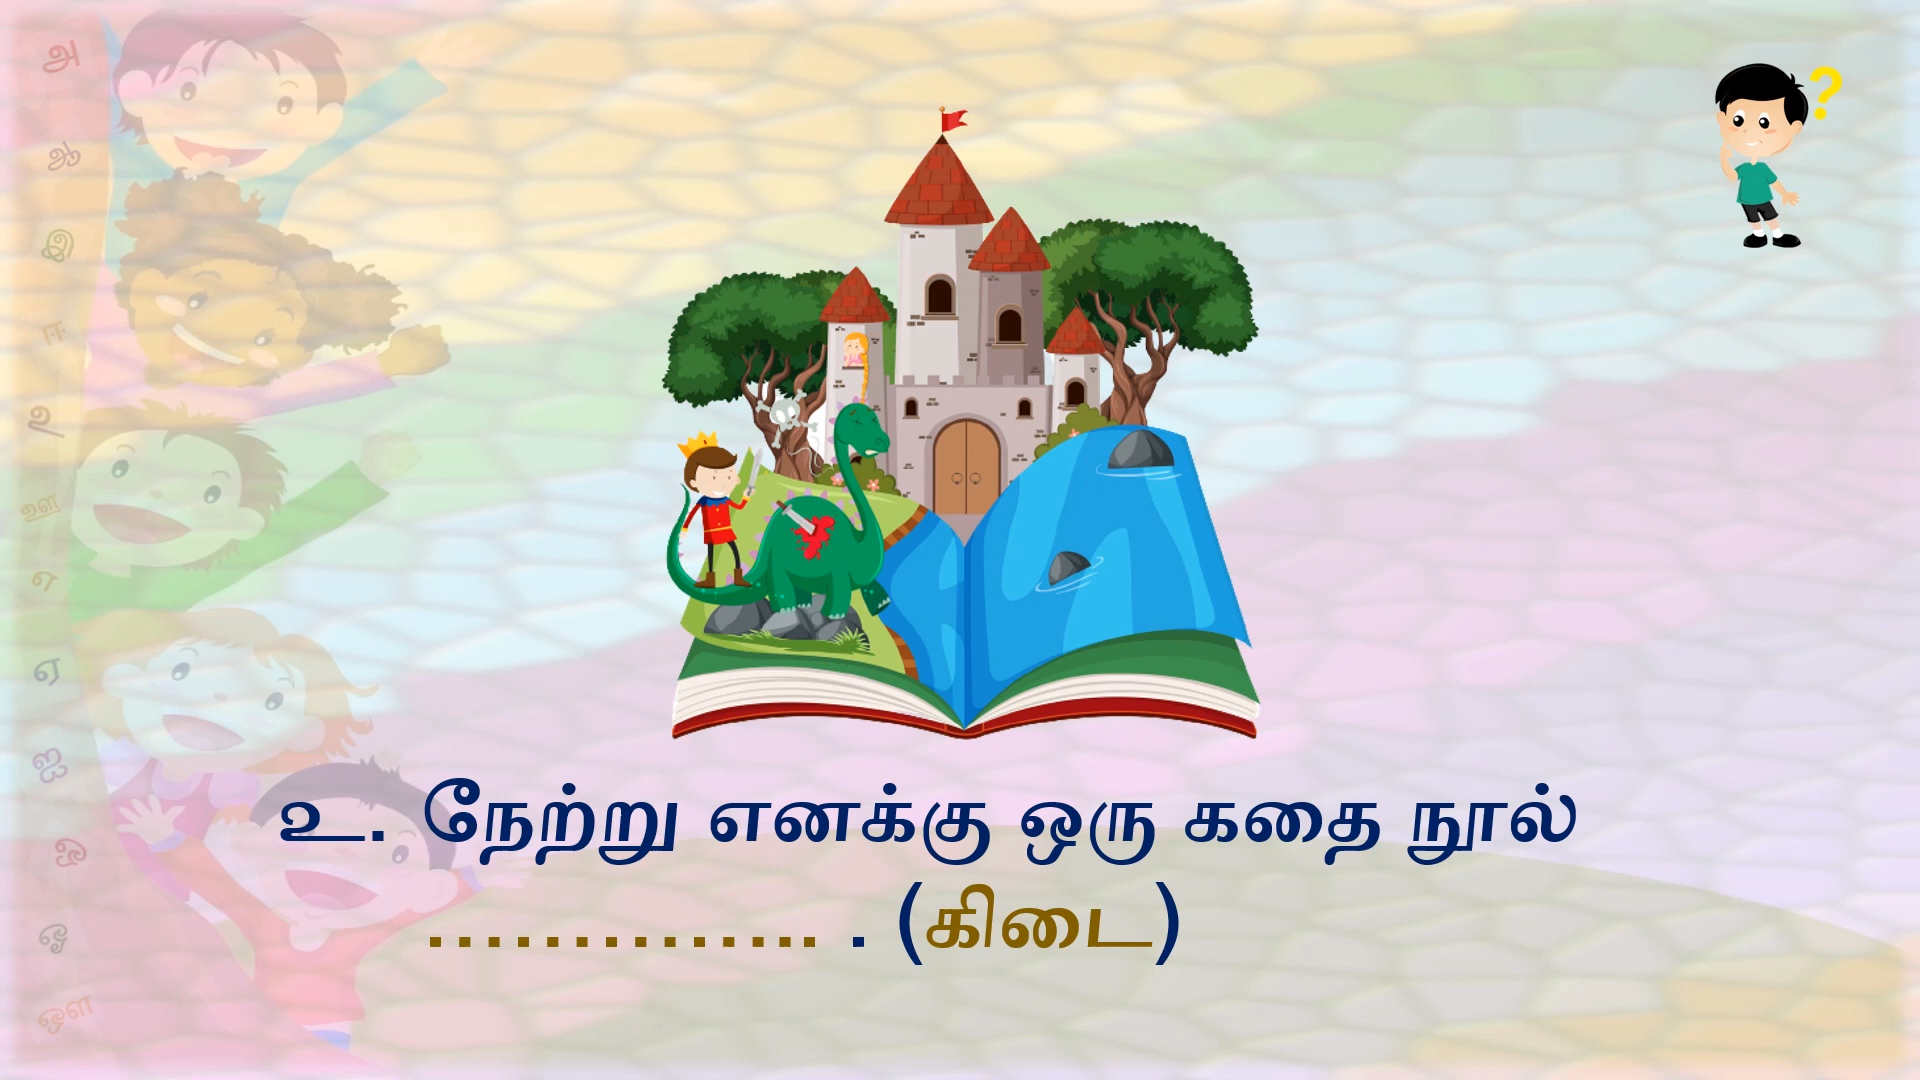 அ
ஆ
இ
ஈ
உ
ஊ
எ
ஏ
ஐ
ஒ
ஓ
ஔ
?
உ. நேற்று எனக்கு ஒரு கதை நூல்
.............. . (கிடை)